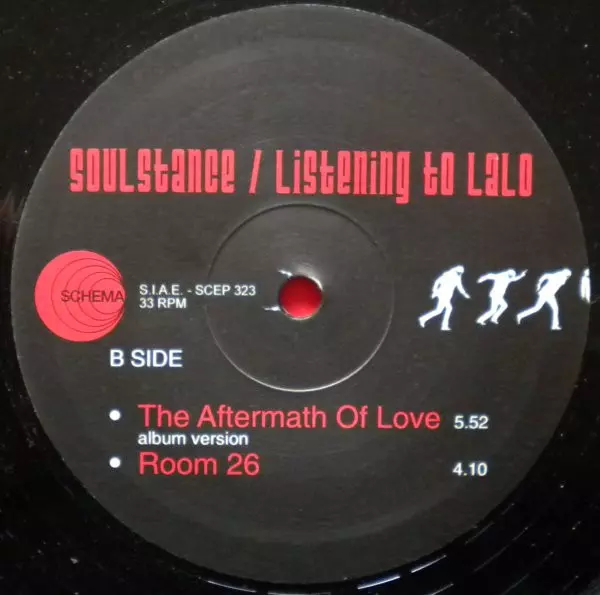 SOULStance / Listening to Lalo
SCHEMA
S.I.A.E. - SCEP 323
33 RPM
B SIDE
• The Aftermath Of Love 5.52
album version
• Room 26 4.10